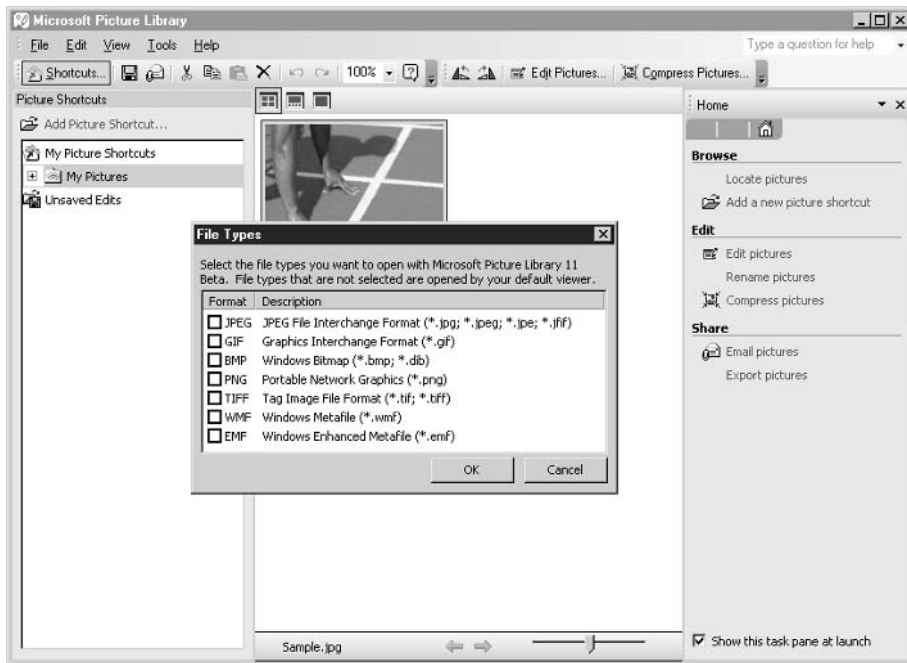 Microsoft Picture Library
File Edit View Tools Help
Type a question for help
Shortcuts...
100%
Edit Pictures...
Compress Pictures...
Picture Shortcuts
Add Picture Shortcut...
My Picture Shortcuts
My Pictures
Unsaved Edits
File Types
Select the file types you want to open with Microsoft Picture Library 11
Beta. File types that are not selected are opened by your default viewer.
Format Description
JPEG JPEG File Interchange Format (*.jpg; *.jpeg; *.jpe; *.jfif)
GIF Graphics Interchange Format (*.gif)
BMP Windows Bitmap (*.bmp; *.dib)
PNG Portable Network Graphics (*.png)
TIFF Tag Image File Format (*.tif; *.tiff)
WMF Windows Metafile (*.wmf)
EMF Windows Enhanced Metafile (*.emf)
OK Cancel
Sample.jpg
Home
Browse
Locate pictures
Add a new picture shortcut
Edit
Edit pictures
Rename pictures
Compress pictures
Share
Email pictures
Export pictures
Show this task pane at launch